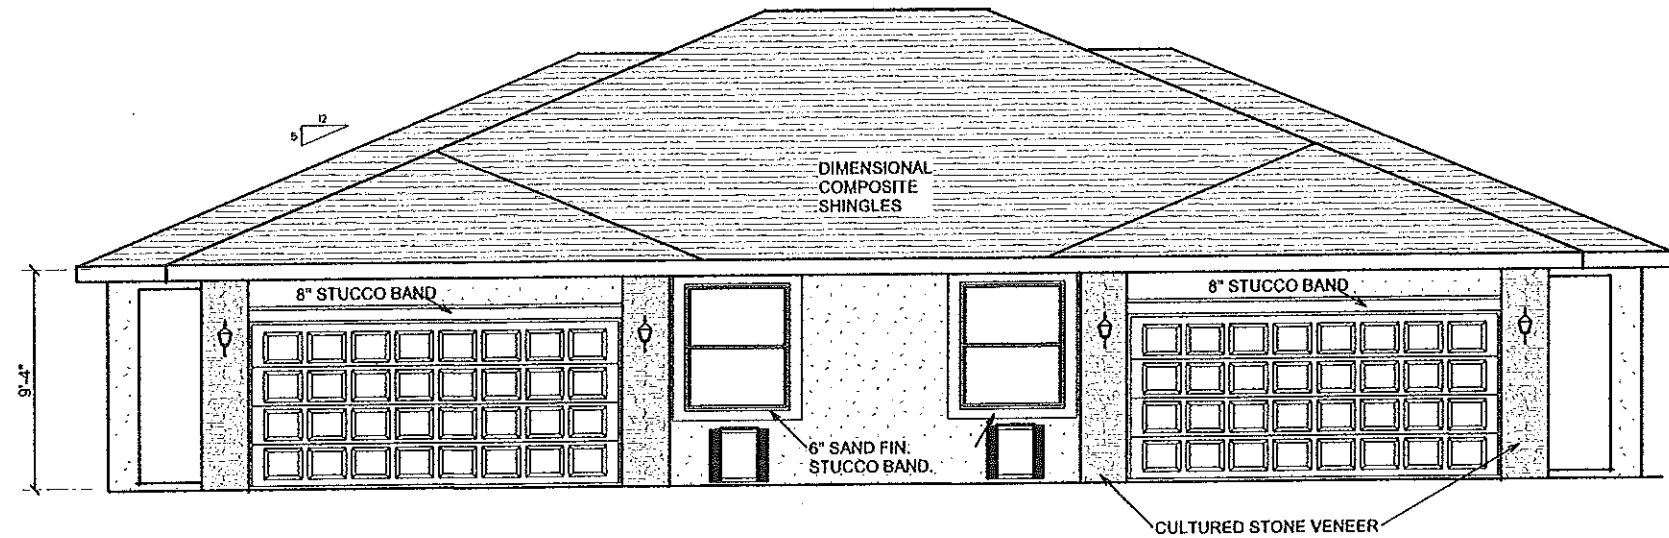 12
5
DIMENSIONAL
COMPOSITE
SHINGLES
8" STUCCO BAND
8" STUCCO BAND
9'-4"
6" SAND FIN.
STUCCO BAND.
CULTURED STONE VENEER